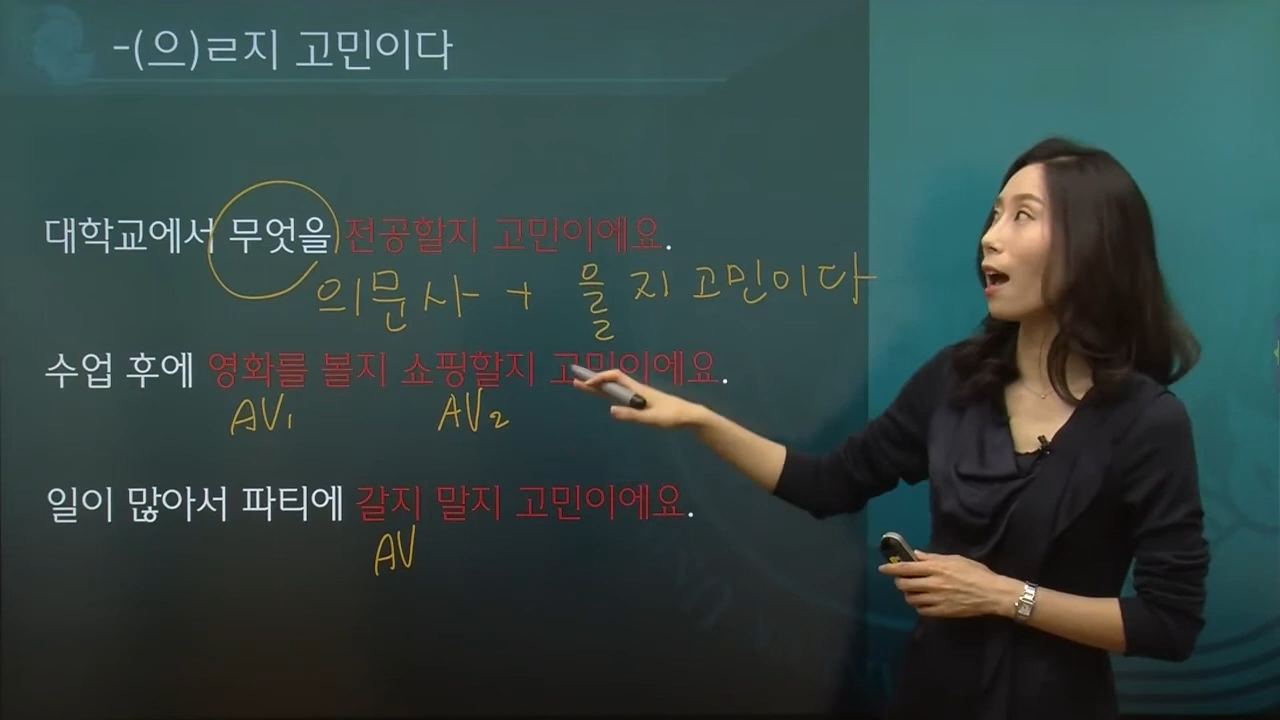 -(으)ㄹ지 고민이다
대학교에서 무엇을 전공할지 고민이에요.
의문사 + 을지 고민이다
ㄹ
수업 후에 영화를 볼지 쇼핑할지 고민이에요.
AV₁ AV₂
일이 많아서 파티에 갈지 말지 고민이에요.
AV